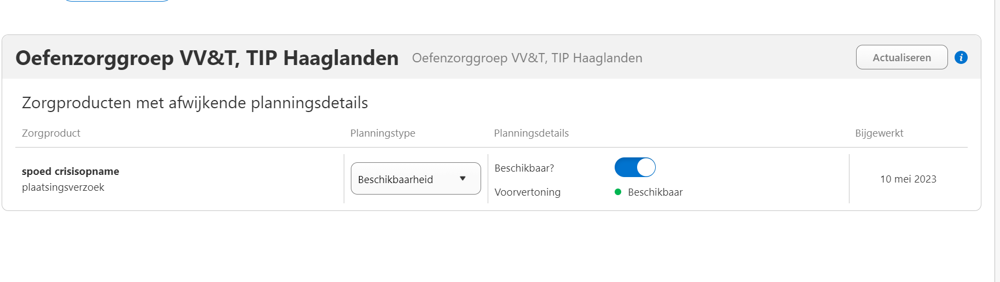 Oefenzorggroep VV&T, TIP Haaglanden Oefenzorggroep VV&T, TIP Haaglanden Actualiseren i
Zorgproducten met afwijkende planningsdetails
Zorgproduct Planningstype Planningsdetails Bijgewerkt
spoed crisisopname
plaatsingsverzoek
Beschikbaarheid
Beschikbaar?
Voorvertoning Beschikbaar
10 mei 2023